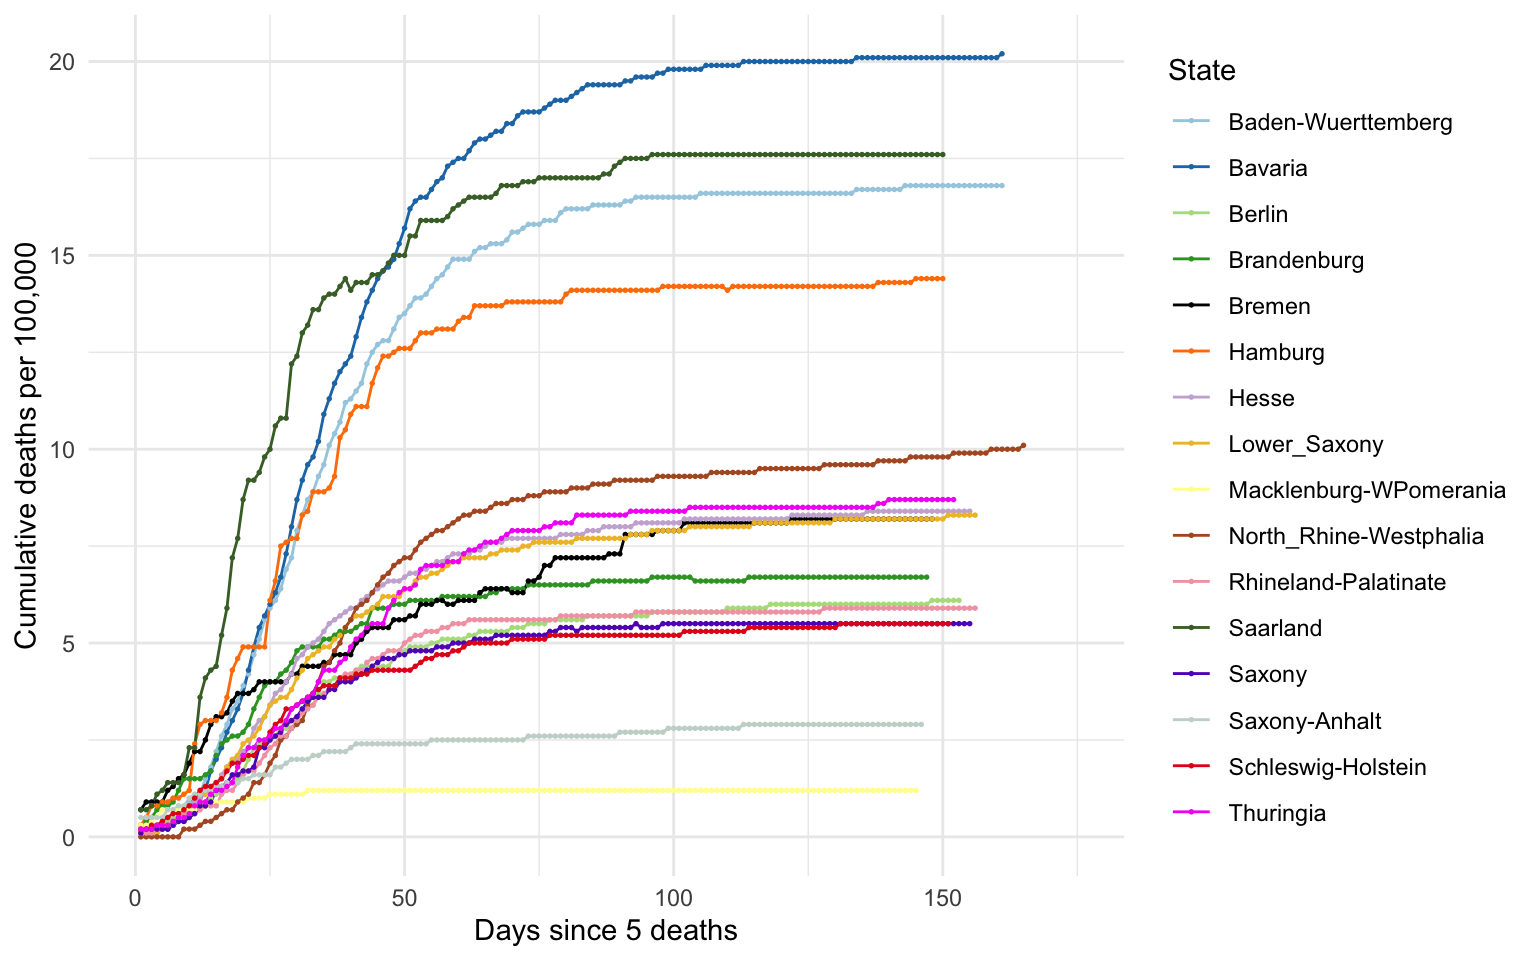 20
15
10
5
0
Cumulative deaths per 100,000
0 50 100 150
Days since 5 deaths
State
Baden-Wuerttemberg
Bavaria
Berlin
Brandenburg
Bremen
Hamburg
Hesse
Lower_Saxony
Macklenburg-WPomerania
North_Rhine-Westphalia
Rhineland-Palatinate
Saarland
Saxony
Saxony-Anhalt
Schleswig-Holstein
Thuringia